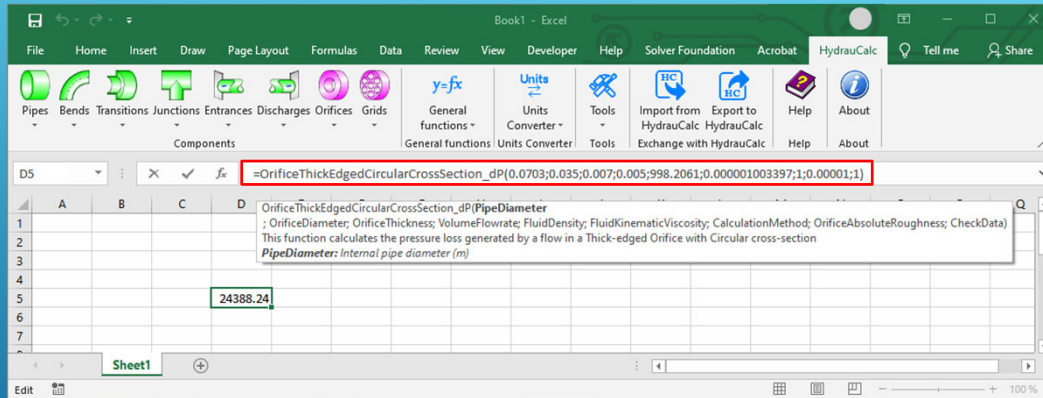 Book1 - Excel
File Home Insert Draw Page Layout Formulas Data Review View Developer Help Solver Foundation Acrobat HydrauCalc Tell me Share
HC HC
y=fx Units
Pipes Bends Transitions Junctions Entrances Discharges Orifices Grids General functions Units Converter Tools Import from HydrauCalc Export to HydrauCalc Help About
Components General functions Units Converter Tools Exchange with HydrauCalc Help About
D5 fx =OrificeThickEdgedCircularCrossSection_dP(0.0703;0.035;0.007;0.005;998.2061;0.000001003397;1;0.00001;1)
A B C D Q
OrificeThickEdgedCircularCrossSection_dP(PipeDiameter
; OrificeDiameter; OrificeThickness; VolumeFlowrate; FluidDensity; FluidKinematicViscosity; CalculationMethod; OrificeAbsoluteRoughness; CheckData)
This function calculates the pressure loss generated by a flow in a Thick-edged Orifice with Circular cross-section
PipeDiameter: Internal pipe diameter (m)
1
2
3
4
5 24388.24
6
7
Sheet1
Edit 100 %